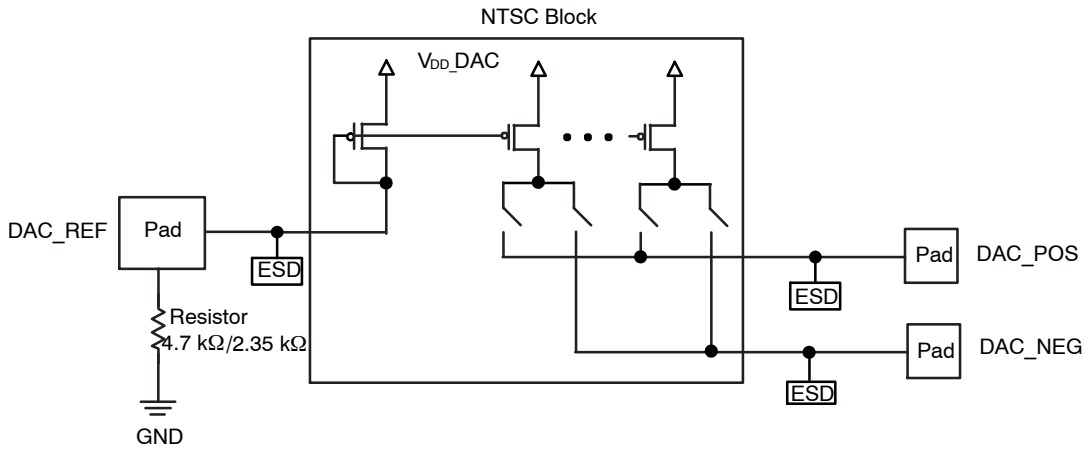 NTSC Block
VDD_DAC
DAC_REF
Pad
ESD
Resistor
4.7 kΩ/2.35 kΩ
GND
Pad
DAC_POS
ESD
Pad
DAC_NEG
ESD